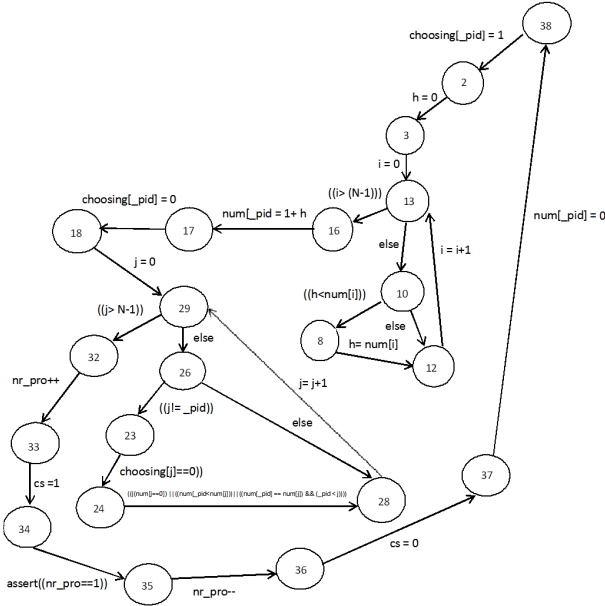 38
choosing[_pid] = 1
2
h = 0
3
i = 0
((i> (N-1)))
13
choosing[_pid] = 0
num[_pid = 1+ h
num[_pid] = 0
18
17
16
else
i = i+1
j = 0
10
((h<num[i]))
((j> N-1))
29
else
8
h= num[i]
12
else
32
26
j= j+1
nr_pro++
((j!= _pid))
else
33
23
choosing[j]==0))
cs =1
37
24
28
34
cs = 0
36
assert((nr_pro==1))
35
nr_pro--